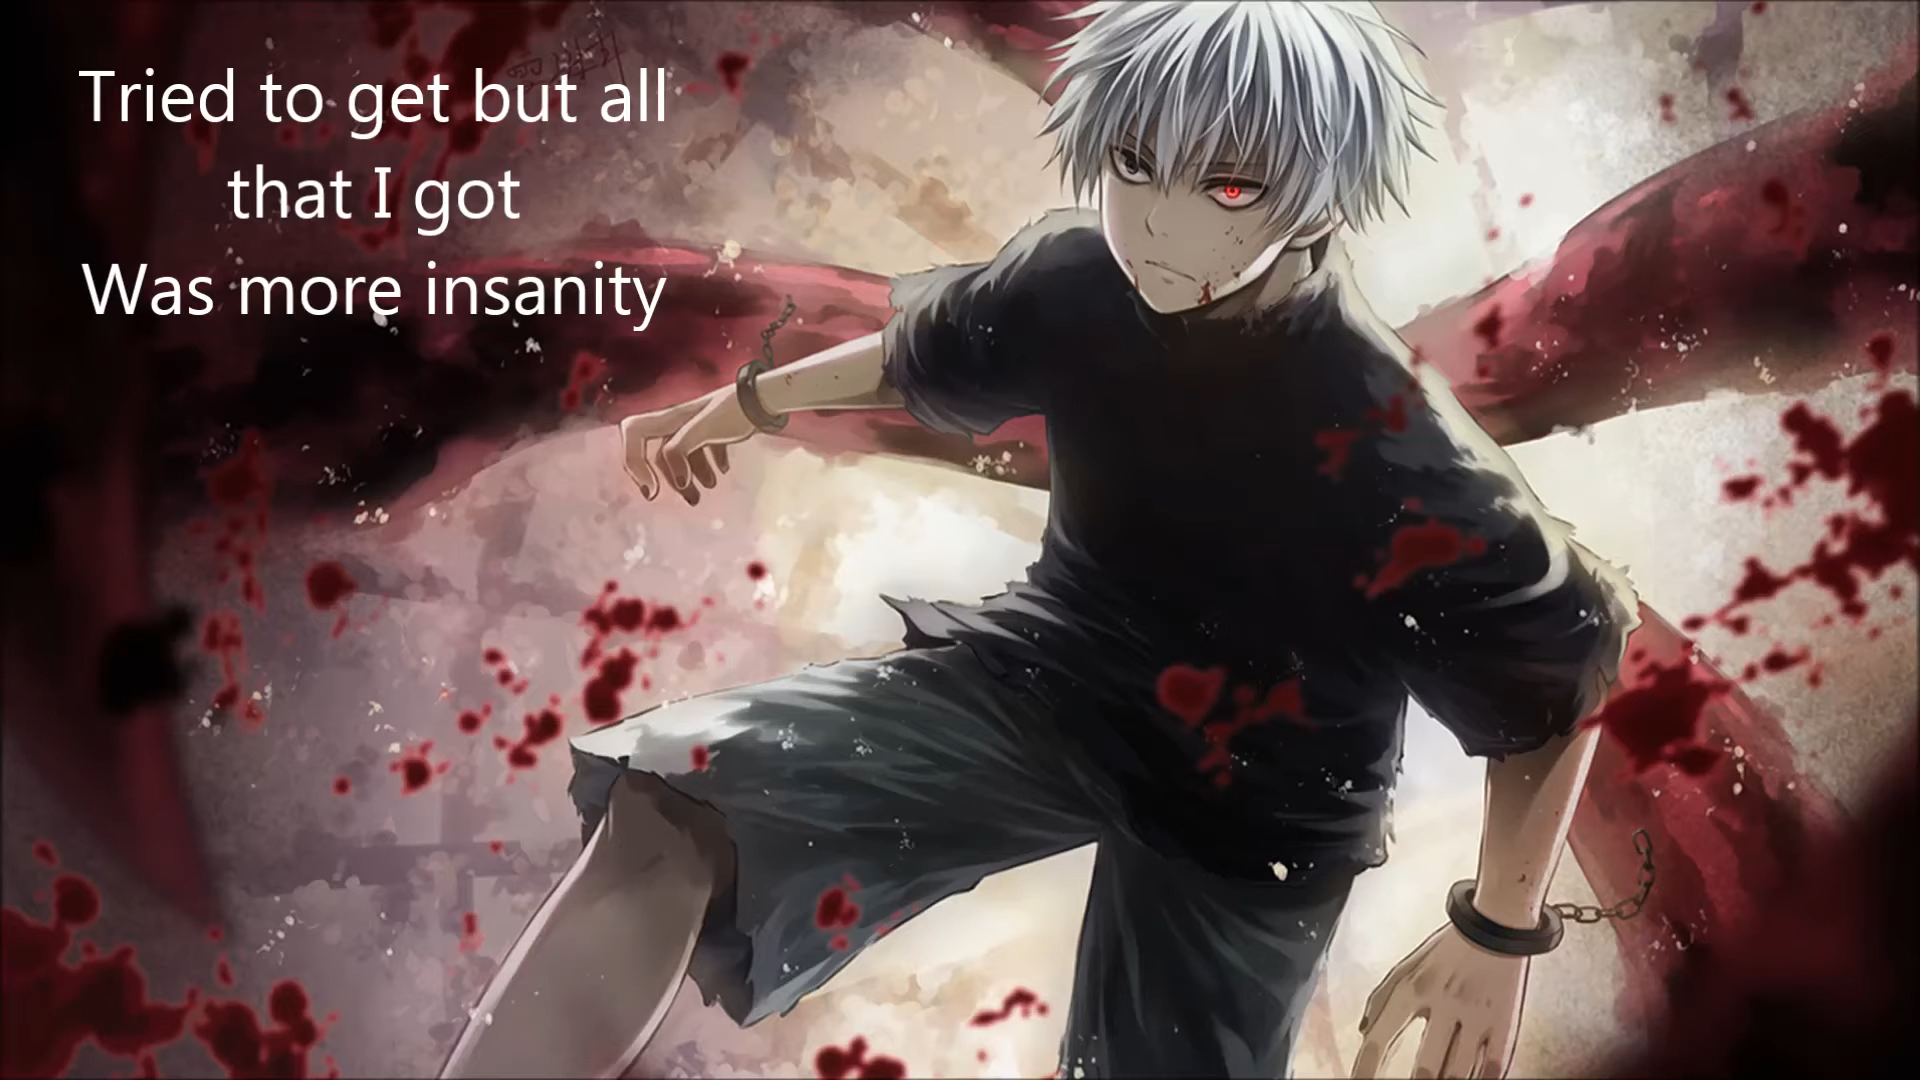 Tried to get but all
that I got
Was more insanity